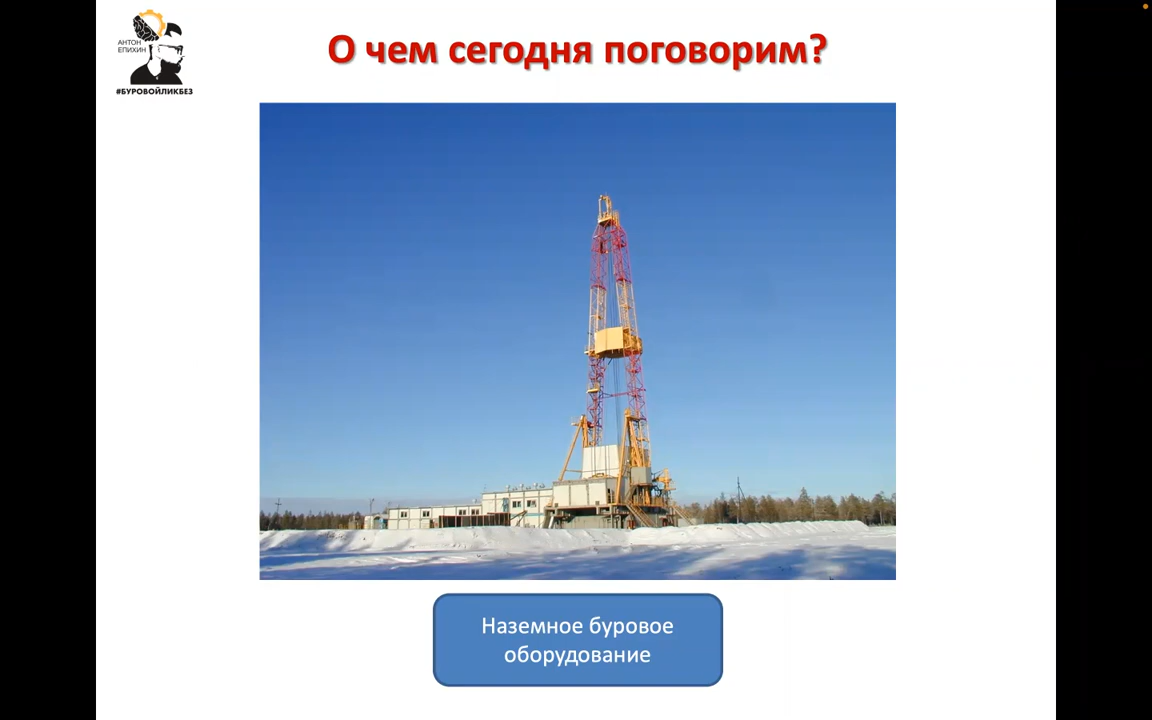 АНТОН
ЕПИХИН
#БУРОВОЙЛИКБЕЗ
О чем сегодня поговорим?
Наземное буровое
оборудование